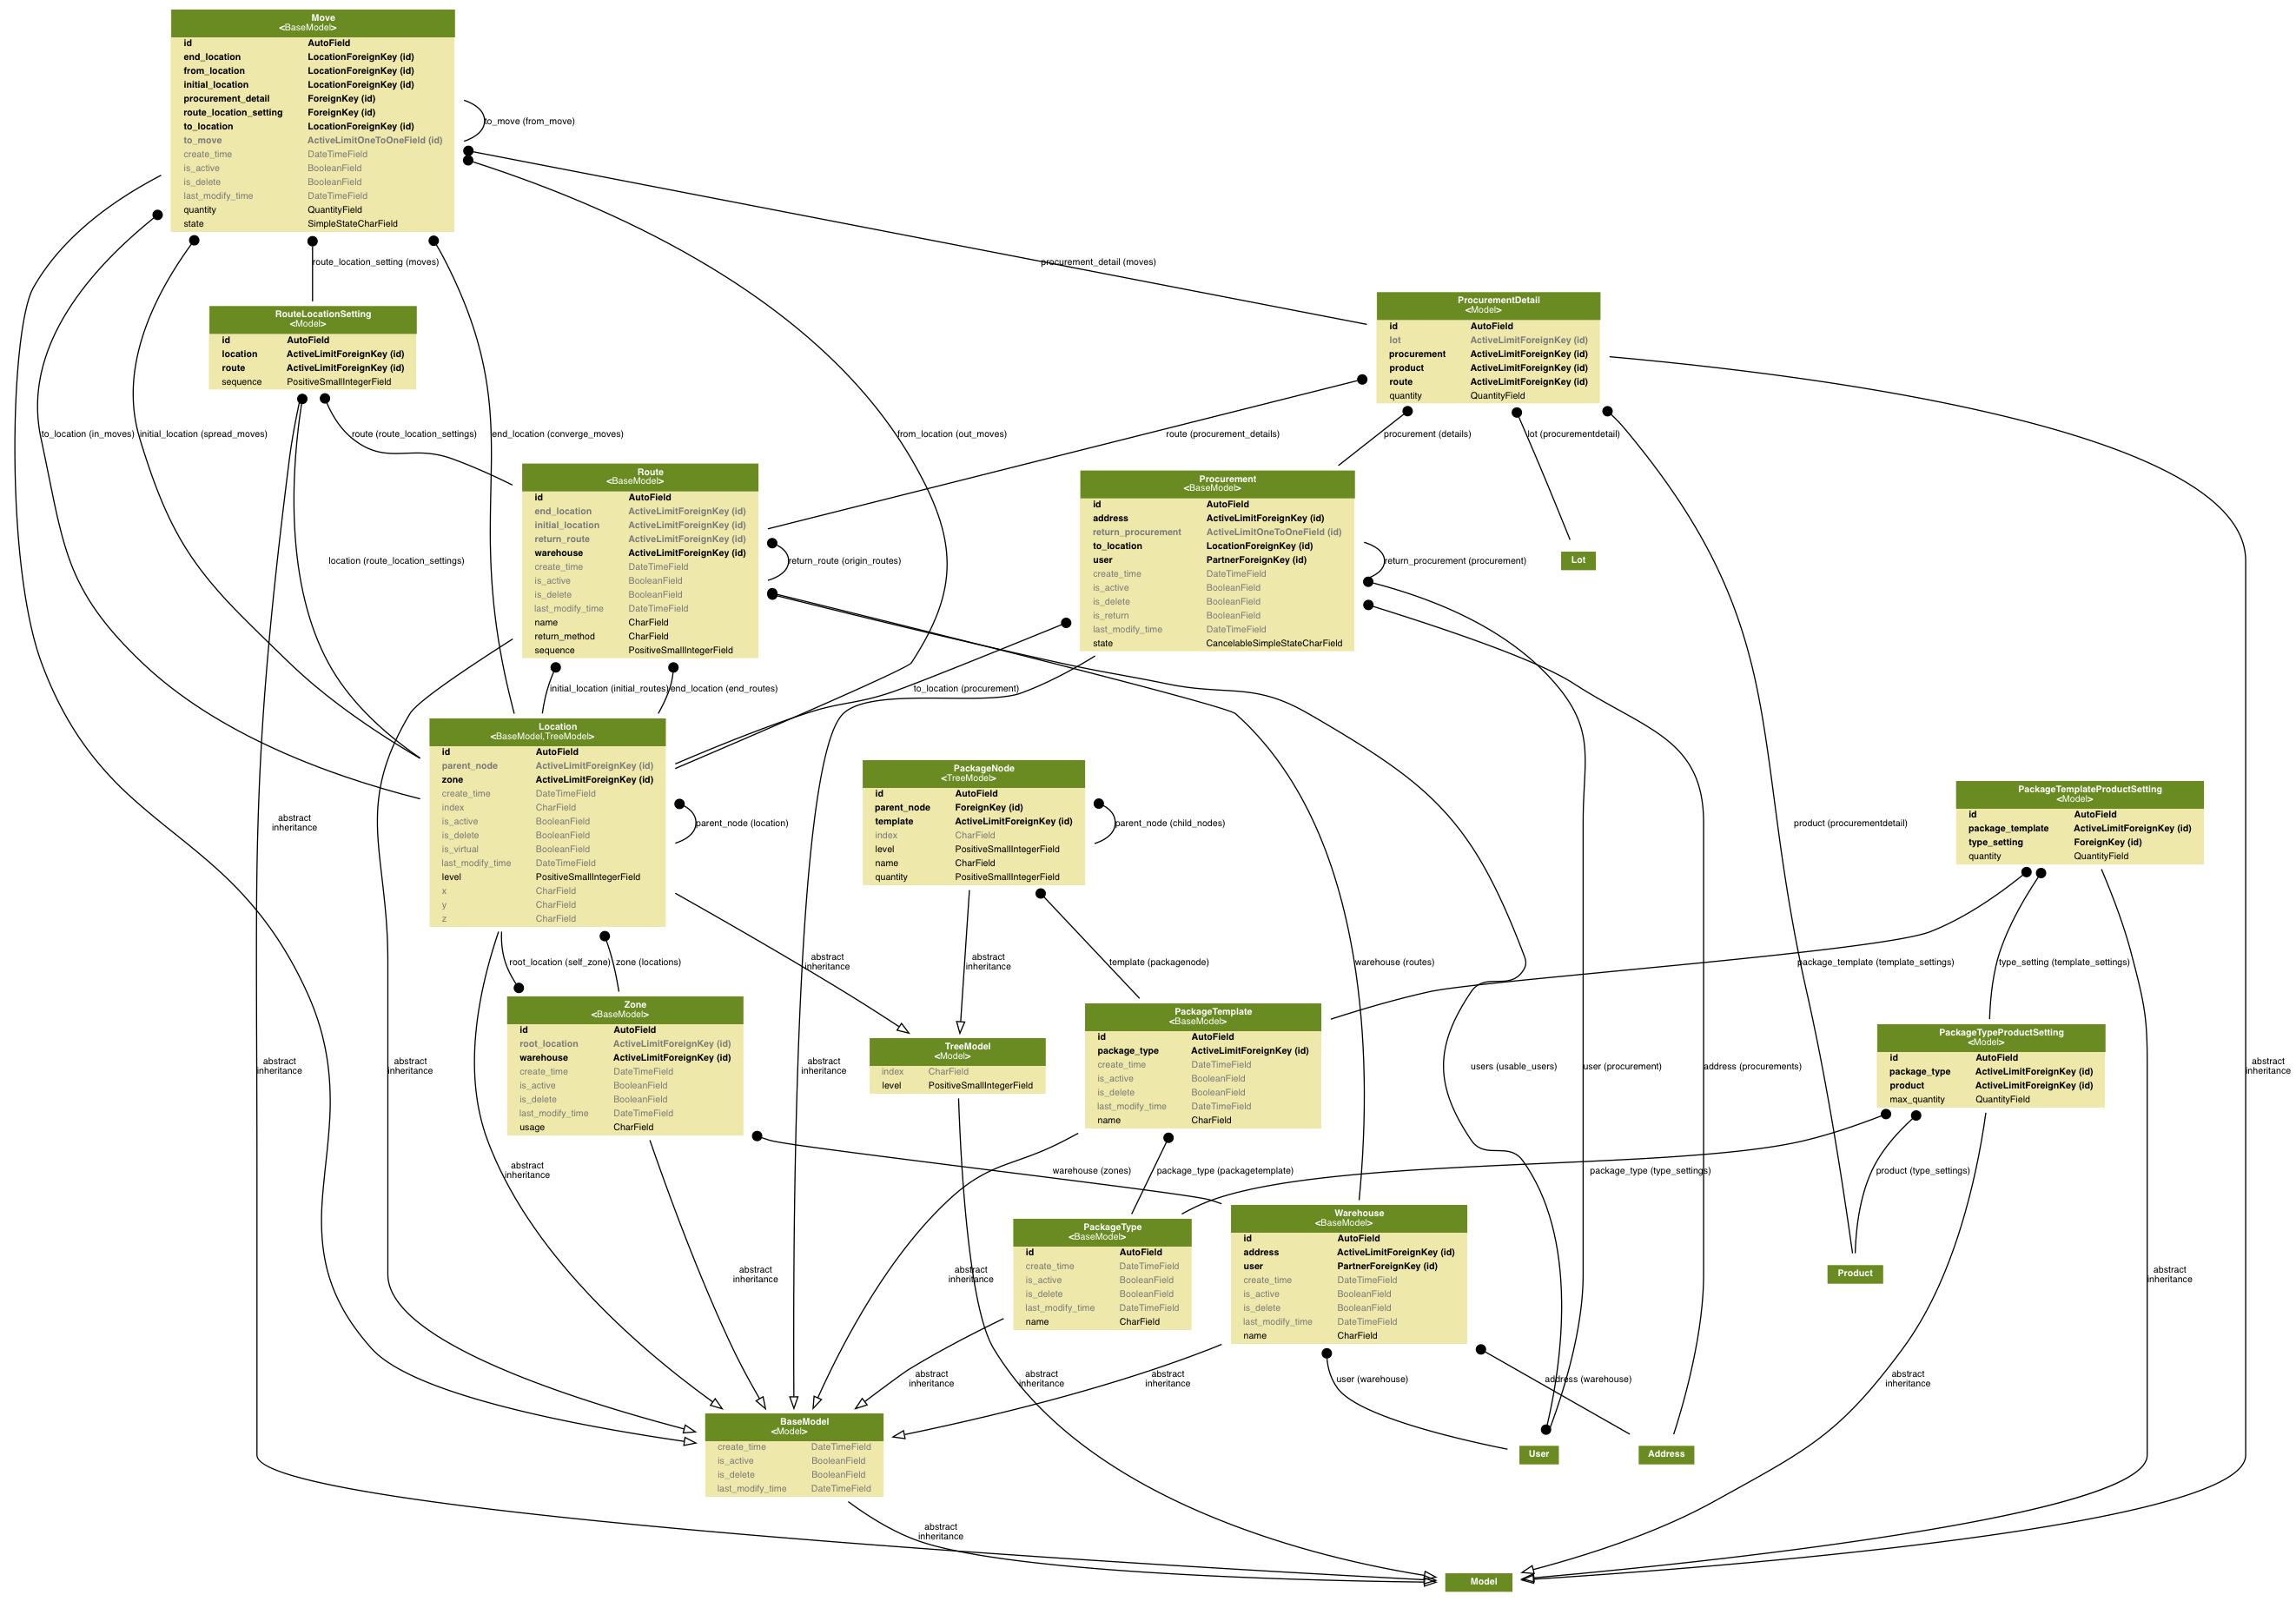 Move
<BaseModel>
id AutoField
end_location LocationForeignKey (id)
from_location LocationForeignKey (id)
initial_location LocationForeignKey (id)
procurement_detail ForeignKey (id)
route_location_setting ForeignKey (id)
to_location LocationForeignKey (id)
to_move ActiveLimitOneToOneField (id)
create_time DateTimeField
is_active BooleanField
is_delete BooleanField
last_modify_time DateTimeField
quantity QuantityField
state SimpleStateCharField
to_move (from_move)
route_location_setting (moves)
procurement_detail (moves)
RouteLocationSetting
<Model>
id AutoField
location ActiveLimitForeignKey (id)
route ActiveLimitForeignKey (id)
sequence PositiveSmallIntegerField
ProcurementDetail
<Model>
id AutoField
lot ActiveLimitForeignKey (id)
procurement ActiveLimitForeignKey (id)
product ActiveLimitForeignKey (id)
route ActiveLimitForeignKey (id)
quantity QuantityField
to_location (in_moves)
initial_location (spread_moves)
route (route_location_settings)
end_location (converge_moves)
from_location (out_moves)
route (procurement_details)
procurement (details)
lot (procurementdetail)
Route
<BaseModel>
id AutoField
end_location ActiveLimitForeignKey (id)
initial_location ActiveLimitForeignKey (id)
return_route ActiveLimitForeignKey (id)
warehouse ActiveLimitForeignKey (id)
create_time DateTimeField
is_active BooleanField
is_delete BooleanField
last_modify_time DateTimeField
name CharField
return_method CharField
sequence PositiveSmallIntegerField
Procurement
<BaseModel>
id AutoField
address ActiveLimitForeignKey (id)
return_procurement ActiveLimitOneToOneField (id)
to_location LocationForeignKey (id)
user PartnerForeignKey (id)
create_time DateTimeField
is_active BooleanField
is_delete BooleanField
is_return BooleanField
last_modify_time DateTimeField
state CancelableSimpleStateCharField
location (route_location_settings)
return_route (origin_routes)
return_procurement (procurement)
Lot
initial_location (initial_routes)
end_location (end_routes)
to_location (procurement)
Location
<BaseModel,TreeModel>
id AutoField
parent_node ActiveLimitForeignKey (id)
zone ActiveLimitForeignKey (id)
create_time DateTimeField
index CharField
is_active BooleanField
is_delete BooleanField
is_virtual BooleanField
last_modify_time DateTimeField
level PositiveSmallIntegerField
x CharField
y CharField
z CharField
PackageNode
<TreeModel>
id AutoField
parent_node ForeignKey (id)
template ActiveLimitForeignKey (id)
index CharField
level PositiveSmallIntegerField
name CharField
quantity PositiveSmallIntegerField
PackageTemplateProductSetting
<Model>
id AutoField
package_template ActiveLimitForeignKey (id)
type_setting ForeignKey (id)
quantity QuantityField
abstract
inheritance
parent_node (location)
parent_node (child_nodes)
product (procurementdetail)
root_location (self_zone)
zone (locations)
abstract
inheritance
abstract
inheritance
template (packagenode)
warehouse (routes)
package_template (template_settings)
type_setting (template_settings)
Zone
<BaseModel>
id AutoField
root_location ActiveLimitForeignKey (id)
warehouse ActiveLimitForeignKey (id)
create_time DateTimeField
is_active BooleanField
is_delete BooleanField
last_modify_time DateTimeField
usage CharField
TreeModel
<Model>
index CharField
level PositiveSmallIntegerField
PackageTemplate
<BaseModel>
id AutoField
package_type ActiveLimitForeignKey (id)
create_time DateTimeField
is_active BooleanField
is_delete BooleanField
last_modify_time DateTimeField
name CharField
PackageTypeProductSetting
<Model>
id AutoField
package_type ActiveLimitForeignKey (id)
product ActiveLimitForeignKey (id)
max_quantity QuantityField
abstract
inheritance
abstract
inheritance
abstract
inheritance
users (usable_users)
user (procurement)
address (procurements)
abstract
inheritance
abstract
inheritance
warehouse (zones)
package_type (packagetemplate)
package_type (type_settings)
product (type_settings)
PackageType
<BaseModel>
id AutoField
create_time DateTimeField
is_active BooleanField
is_delete BooleanField
last_modify_time DateTimeField
name CharField
Warehouse
<BaseModel>
id AutoField
address ActiveLimitForeignKey (id)
user PartnerForeignKey (id)
create_time DateTimeField
is_active BooleanField
is_delete BooleanField
last_modify_time DateTimeField
name CharField
Product
abstract
inheritance
abstract
inheritance
abstract
inheritance
abstract
inheritance
abstract
inheritance
abstract
inheritance
user (warehouse)
address (warehouse)
abstract
inheritance
BaseModel
<Model>
create_time DateTimeField
is_active BooleanField
is_delete BooleanField
last_modify_time DateTimeField
User
Address
abstract
inheritance
Model